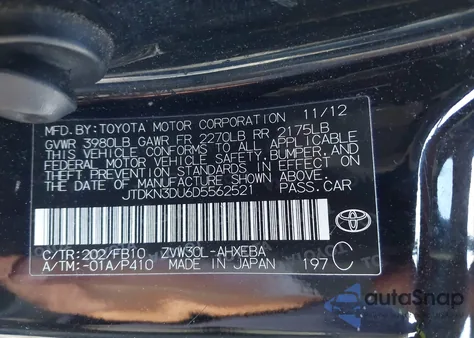 MFD. BY: TOYOTA MOTOR CORPORATION 11/12
GVWR 3980LB GAWR FR 2270LB RR 2175LB
THIS VEHICLE CONFORMS TO ALL APPLICABLE
FEDERAL MOTOR VEHICLE SAFETY, BUMPER, AND
THEFT PREVENTION STANDARDS IN EFFECT ON
THE DATE OF MANUFACTURE SHOWN ABOVE.
JTDKN3DU6D5562521 PASS. CAR
C/TR: 202/FB10 ZVW30L-AHXEBA
A/TM: -01A/P410 MADE IN JAPAN 197 C
TOYOTA
autoSnap